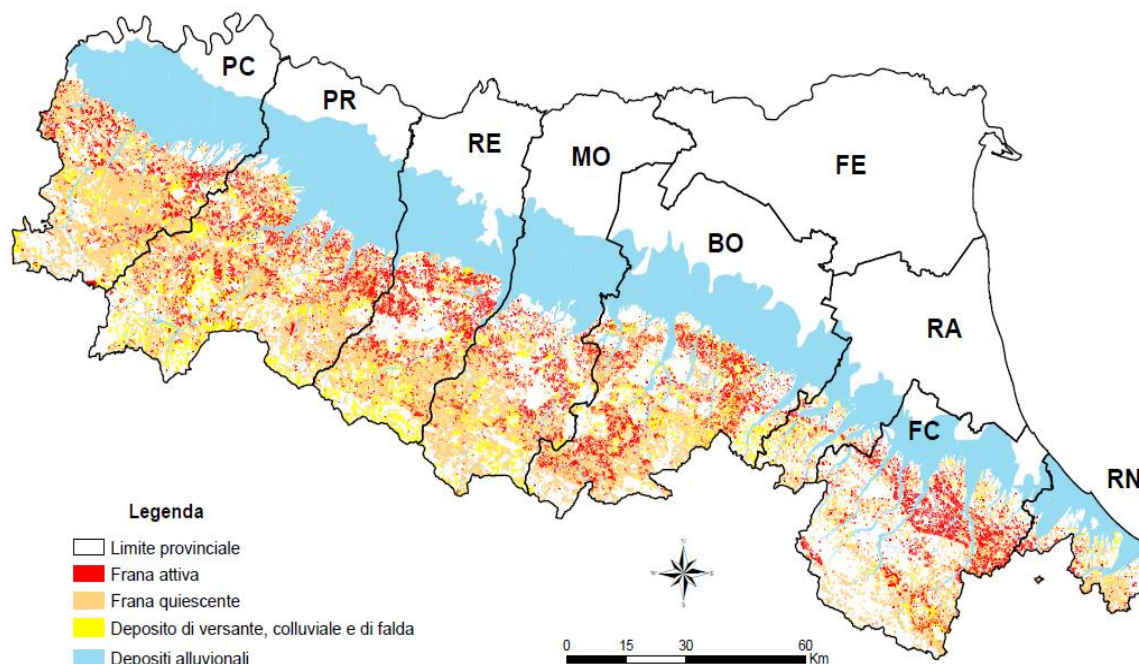 PC
PR
RE
MO
FE
BO
RA
FC
RN
Legenda
Limite provinciale
Frana attiva
Frana quiescente
Deposito di versante, colluviale e di falda
Depositi alluvionali
N
W E
S
0 15 30 60
Km